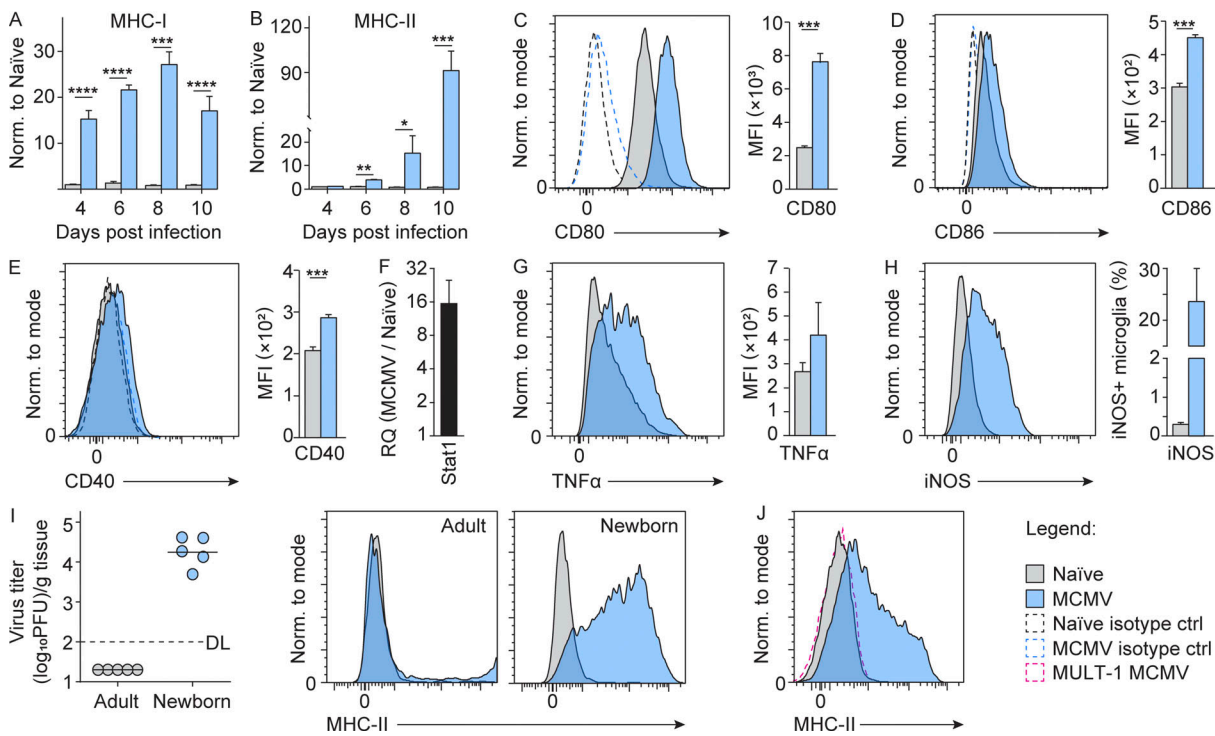 A
MHC-I
Norm. to Naïve
30
20
10
****
****
***
****
4 6 8 10
Days post infection
B
MHC-II
Norm. to Naïve
120
90
20
10
0
**
*
***
4 6 8 10
Days post infection
C
Norm. to mode
0
0
CD80
MFI (×10³)
10
8
6
4
2
0
***
CD80
D
Norm. to mode
0
0
CD86
MFI (×10²)
5
4
3
2
1
0
***
CD86
E
Norm. to mode
0
CD40
MFI (×10²)
4
3
2
1
0
***
CD40
F
RQ (MCMV / Naïve)
32
16
8
4
2
1
Stat1
G
Norm. to mode
0
0
TNFα
MFI (×10²)
7
6
5
4
3
2
1
0
TNFα
H
Norm. to mode
0
0
iNOS
iNOS+ microglia (%)
30
20
2
1
0
iNOS
I
Virus titer
(log₁₀PFU)/g tissue
5
4
3
2
1
DL
Adult Newborn
Norm. to mode
0
Adult
0
Newborn
0
0
MHC-II
J
Norm. to mode
0
0
MHC-II
Legend:
Naïve
MCMV
Naïve isotype ctrl
MCMV isotype ctrl
MULT-1 MCMV